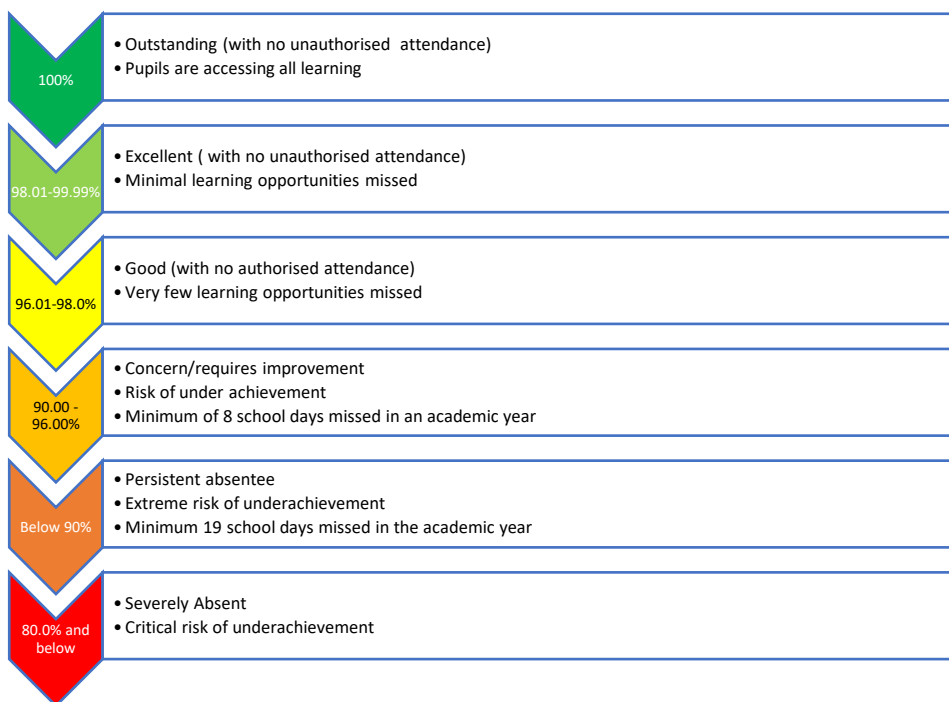 100%
• Outstanding (with no unauthorised  attendance)
• Pupils are accessing all learning
98.01-99.99%
• Excellent ( with no unauthorised attendance)
• Minimal learning opportunities missed
96.01-98.0%
• Good (with no authorised attendance)
• Very few learning opportunities missed
90.00 -
96.00%
• Concern/requires improvement
• Risk of under achievement
• Minimum of 8 school days missed in an academic year
Below 90%
• Persistent absentee
• Extreme risk of underachievement
• Minimum 19 school days missed in the academic year
80.0% and
below
• Severely Absent
• Critical risk of underachievement